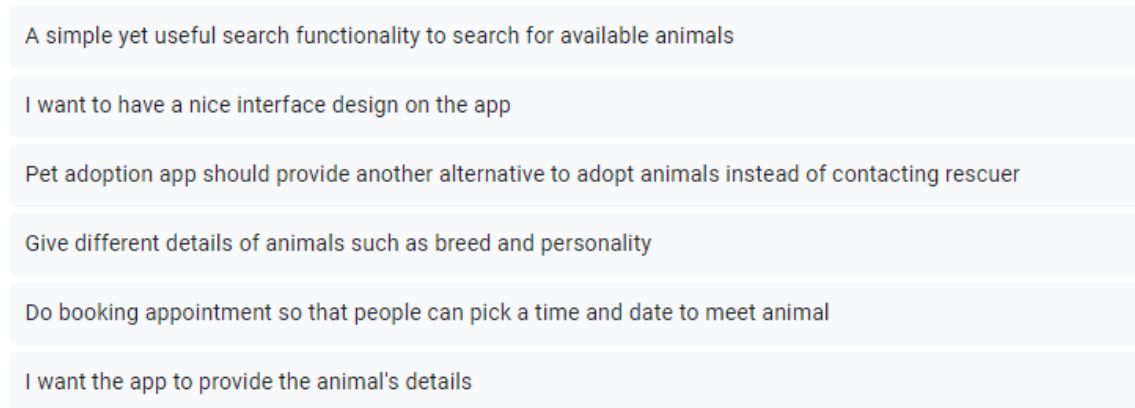 A simple yet useful search functionality to search for available animals
I want to have a nice interface design on the app
Pet adoption app should provide another alternative to adopt animals instead of contacting rescuer
Give different details of animals such as breed and personality
Do booking appointment so that people can pick a time and date to meet animal
I want the app to provide the animal's details